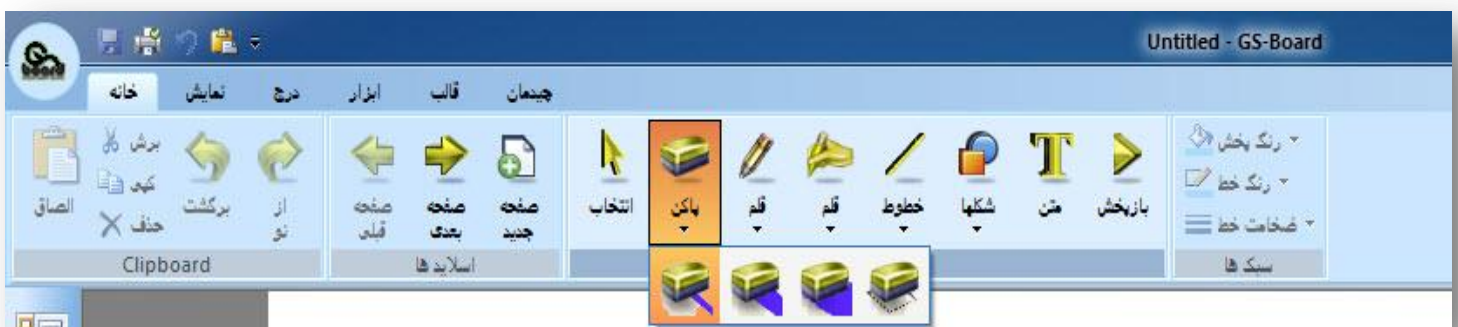 Untitled - GS-Board
board
خانه
نمایش
درج
ابزار
قالب
چیدمان
الصاق
برش
کپی
حذف
برگشت
از
نو
صفحه
قبلی
صفحه
بعدی
صفحه
جدید
انتخاب
پاکن
قلم
قلم
خطوط
شکلها
متن
بازپخش
رنگ پخش
رنگ خط
ضخامت خط
Clipboard
اسلاید ها
سبک ها